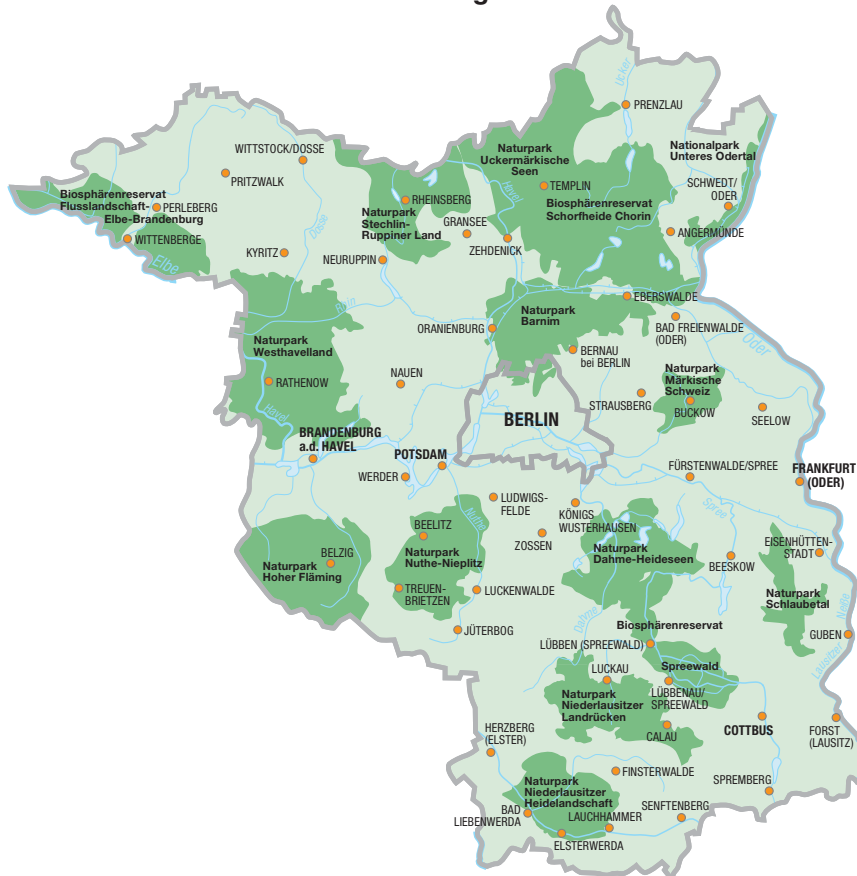 g
Ucker
PRENZLAU
WITTSTOCK/DOSSE
PRITZWALK
Naturpark
Uckermärkische
Seen
Nationalpark
Unteres Odertal
SCHWEDT/
ODER
TEMPLIN
Havel
Biosphärenreservat
Schorfheide Chorin
Biosphärenreservat
Flusslandschaft-
Elbe-Brandenburg
PERLEBERG
WITTENBERGE
Elbe
Dosse
KYRITZ
RHEINSBERG
Naturpark
Stechlin-
Ruppiner Land
GRANSEE
ZEHDENICK
NEURUPPIN
ANGERMÜNDE
EBERSWALDE
Rein
ORANIENBURG
Naturpark
Barnim
BAD FREIENWALDE
(ODER)
Oder
BERNAU
bei BERLIN
Naturpark
Westhavelland
RATHENOW
Havel
NAUEN
Naturpark
Märkische
Schweiz
BUCKOW
STRAUSBERG
SEELOW
BERLIN
BRANDENBURG
a.d. HAVEL
POTSDAM
WERDER
FÜRSTENWALDE/SPREE
FRANKFURT
(ODER)
LUDWIGS-
FELDE
KÖNIGS
WUSTERHAUSEN
Spree
Nuthe
BEELITZ
ZOSSEN
Naturpark
Nuthe-Nieplitz
Naturpark
Dahme-Heideseen
BEESKOW
EISENHÜTTEN-
STADT
Naturpark
Hoher Fläming
BELZIG
TREUEN-
BRIETZEN
LUCKENWALDE
Naturpark
Schlaubetal
JÜTERBOG
Dahme
Biosphärenreservat
Spreewald
LÜBBEN (SPREEWALD)
GUBEN
Lausitzer
Neiße
LUCKAU
LÜBBENAU/
SPREEWALD
Naturpark
Niederlausitzer
Landrücken
CALAU
COTTBUS
FORST
(LAUSITZ)
HERZBERG
(ELSTER)
FINSTERWALDE
SPREMBERG
Naturpark
Niederlausitzer
Heidelandschaft
BAD
LIEBENWERDA
LAUCHHAMMER
SENFTENBERG
ELSTERWERDA